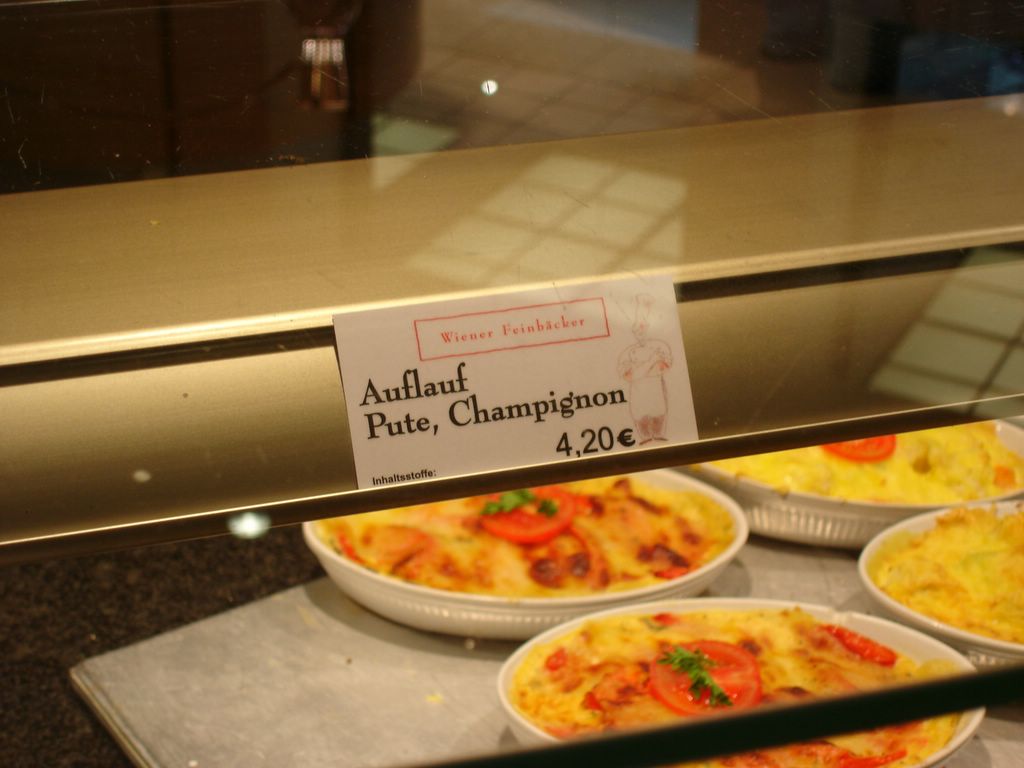 Wiener Feinbäcker
Auflauf
Pute, Champignon
4,20€
Inhaltsstoffe: